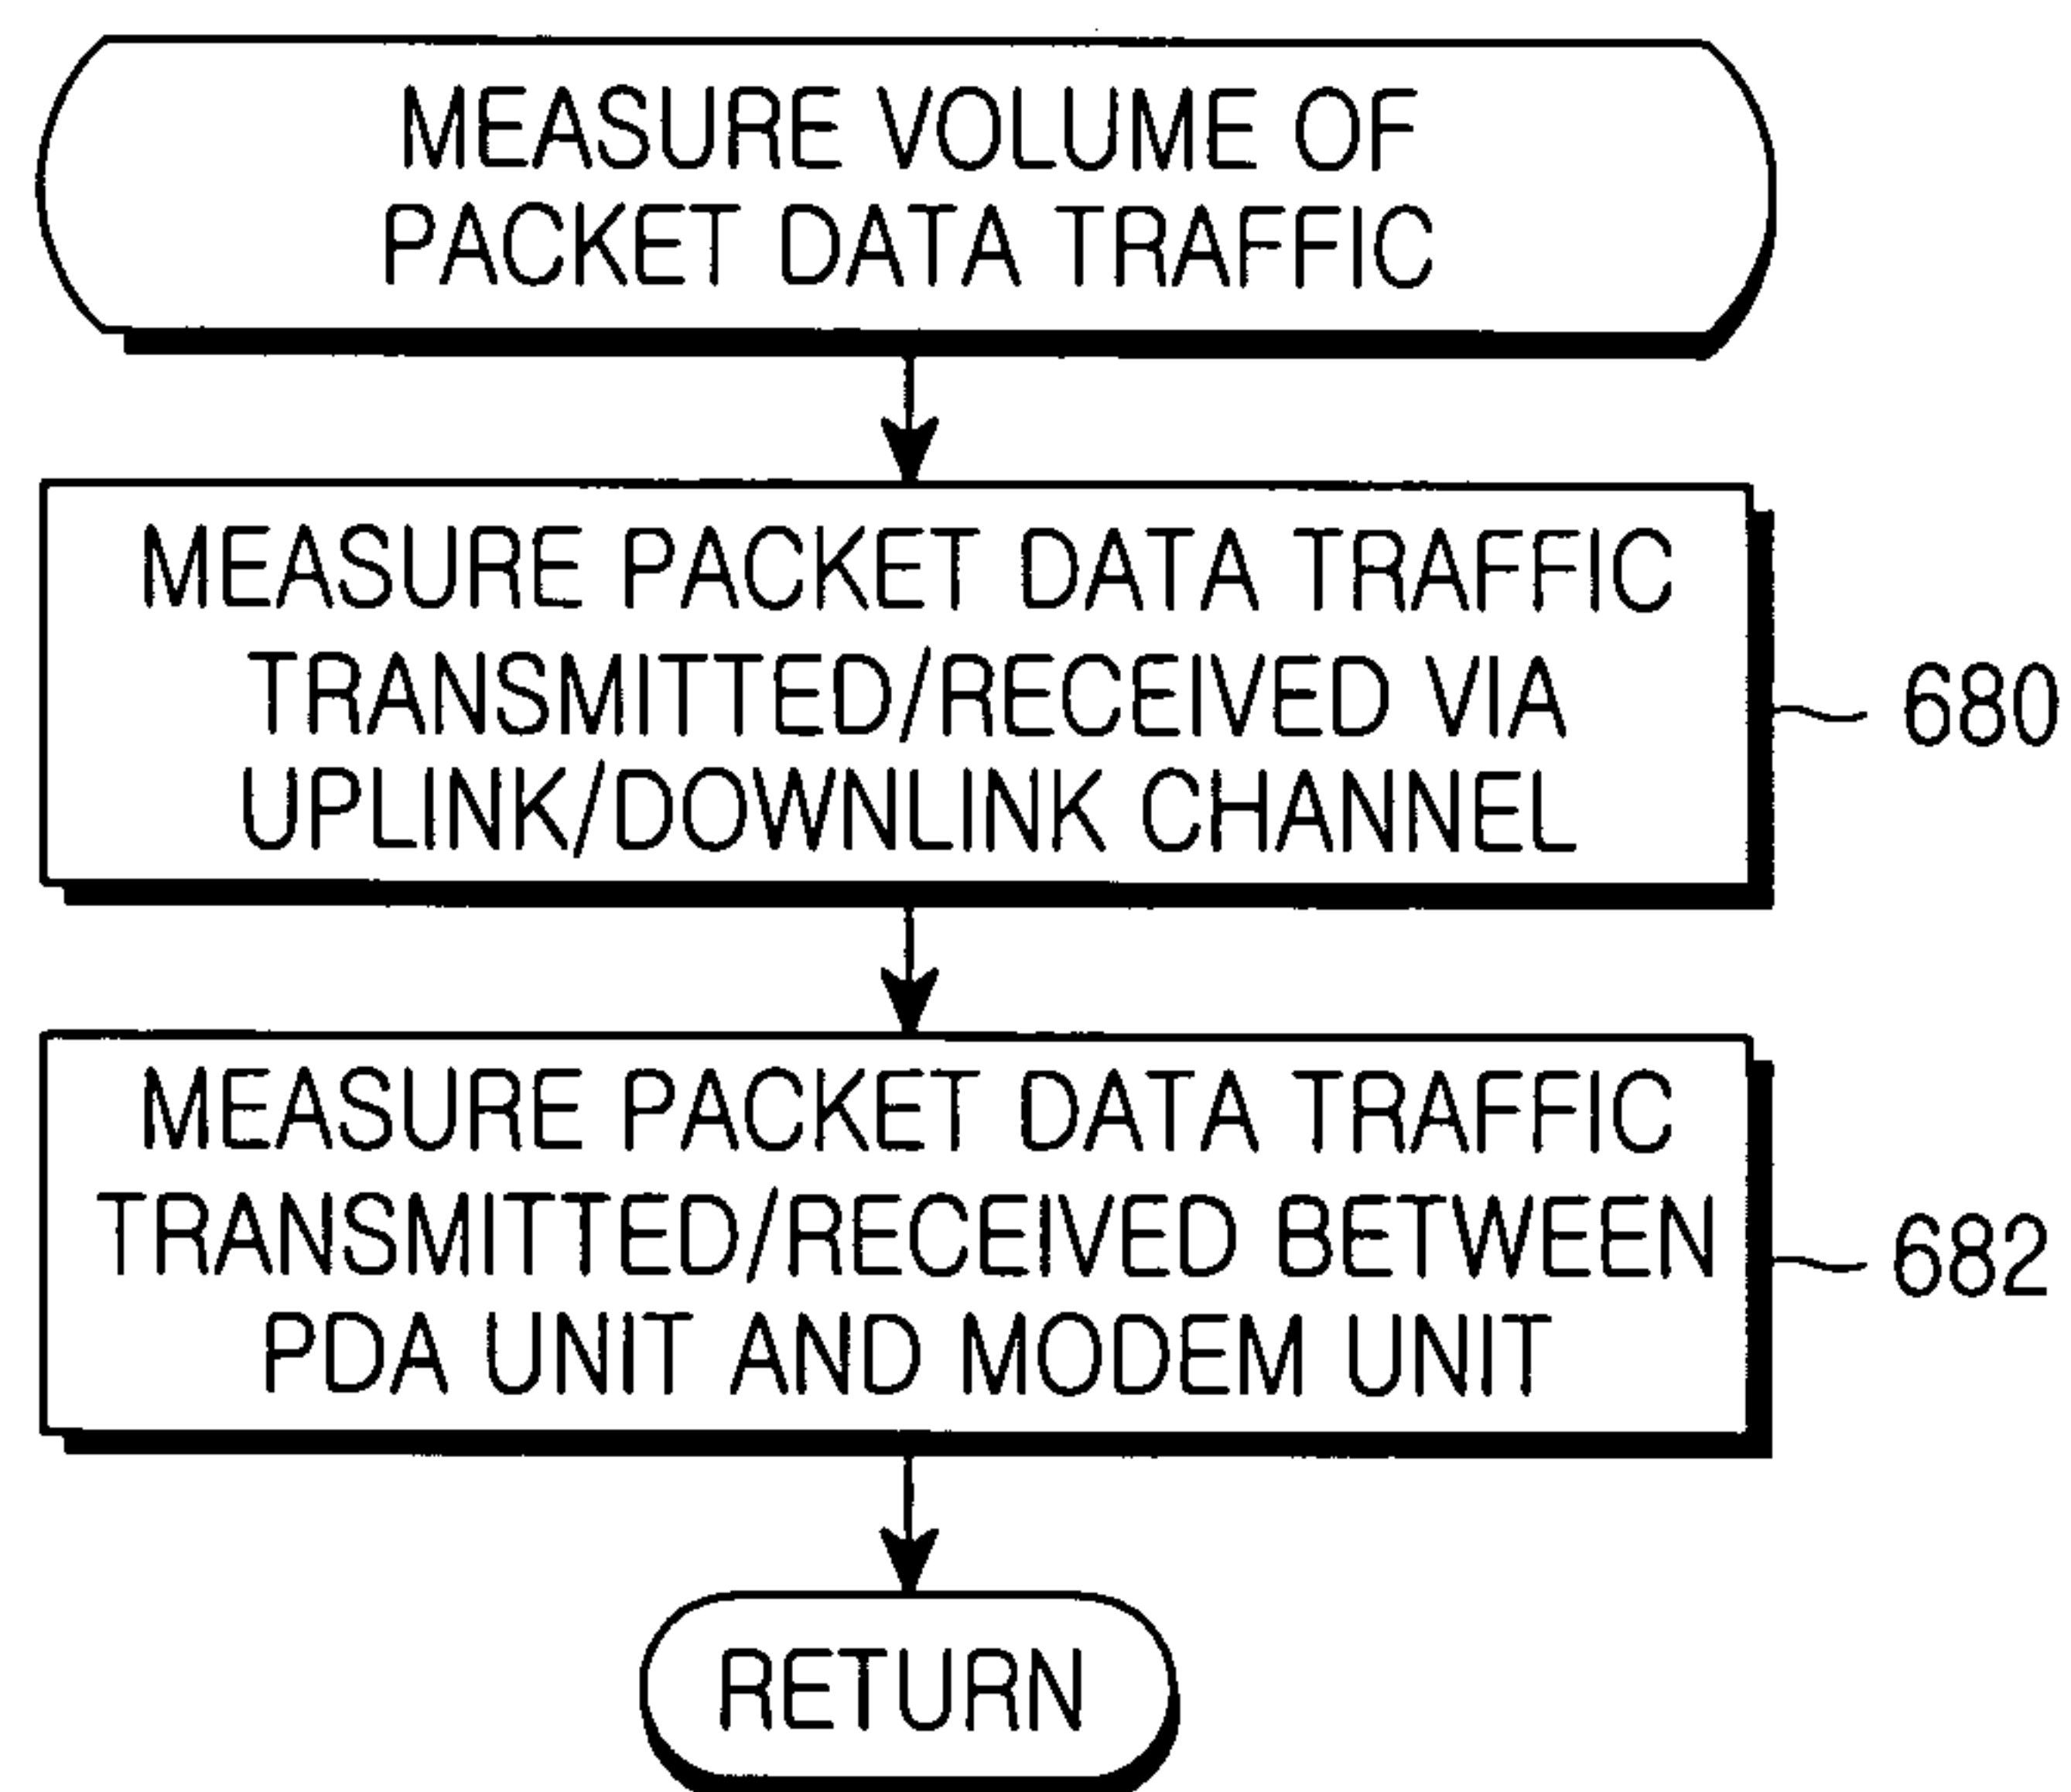 MEASURE VOLUME OF
PACKET DATA TRAFFIC
MEASURE PACKET DATA TRAFFIC
TRANSMITTED/RECEIVED VIA
UPLINK/DOWNLINK CHANNEL
680
MEASURE PACKET DATA TRAFFIC
TRANSMITTED/RECEIVED BETWEEN
PDA UNIT AND MODEM UNIT
682
RETURN